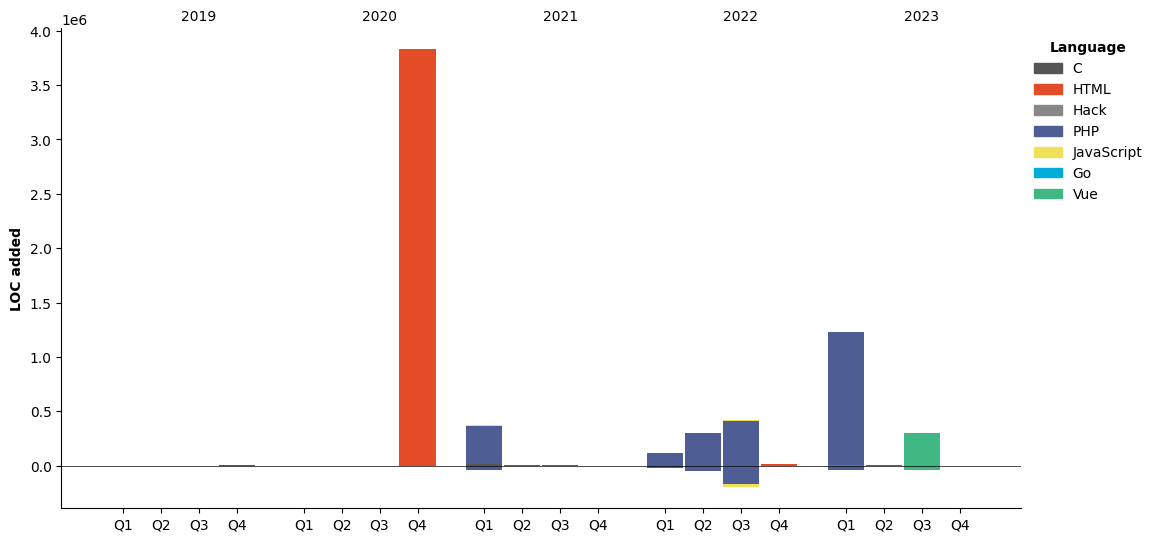 2019 2020 2021 2022 2023
1e6
4.0
3.5
3.0
2.5
2.0
1.5
1.0
0.5
0.0
LOC added
Q1 Q2 Q3 Q4 Q1 Q2 Q3 Q4 Q1 Q2 Q3 Q4 Q1 Q2 Q3 Q4 Q1 Q2 Q3 Q4
Language
C
HTML
Hack
PHP
JavaScript
Go
Vue